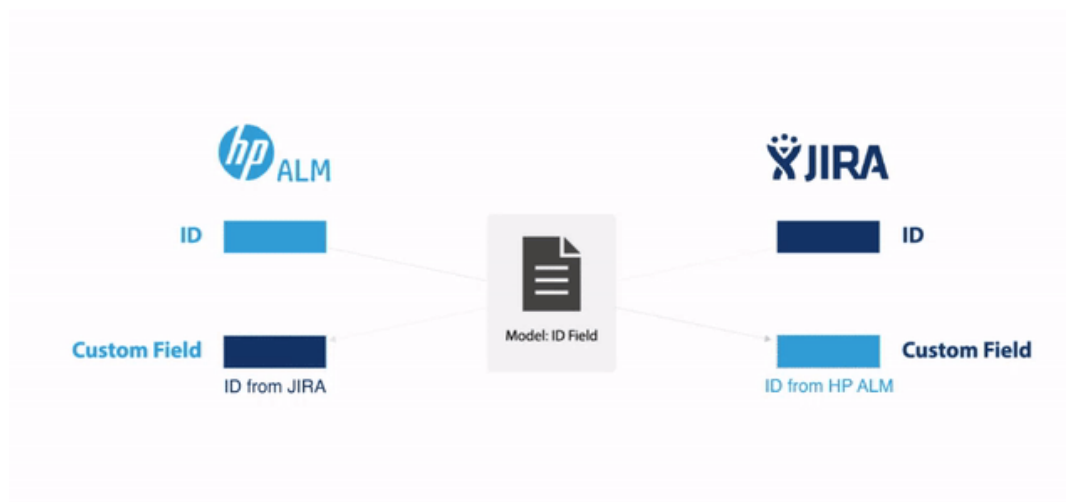 hp ALM
JIRA
ID
ID
Model: ID Field
Custom Field
Custom Field
ID from JIRA
ID from HP ALM